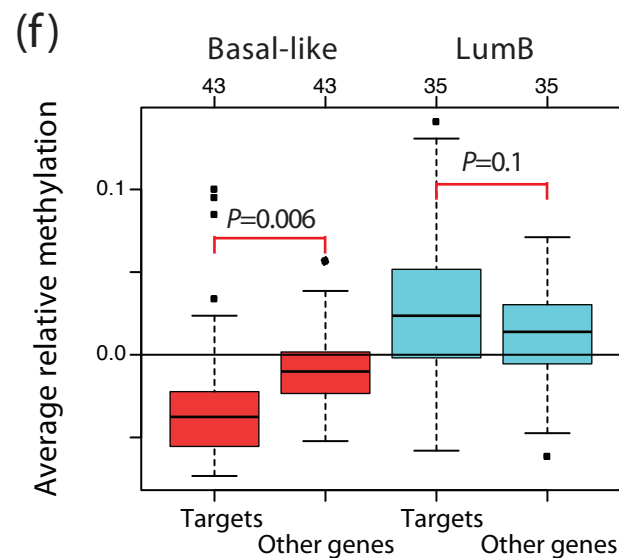 (f)
Basal-like LumB
43 43 35 35
Average relative methylation
0.1
0.0
P=0.006
P=0.1
Targets Other genes Targets Other genes